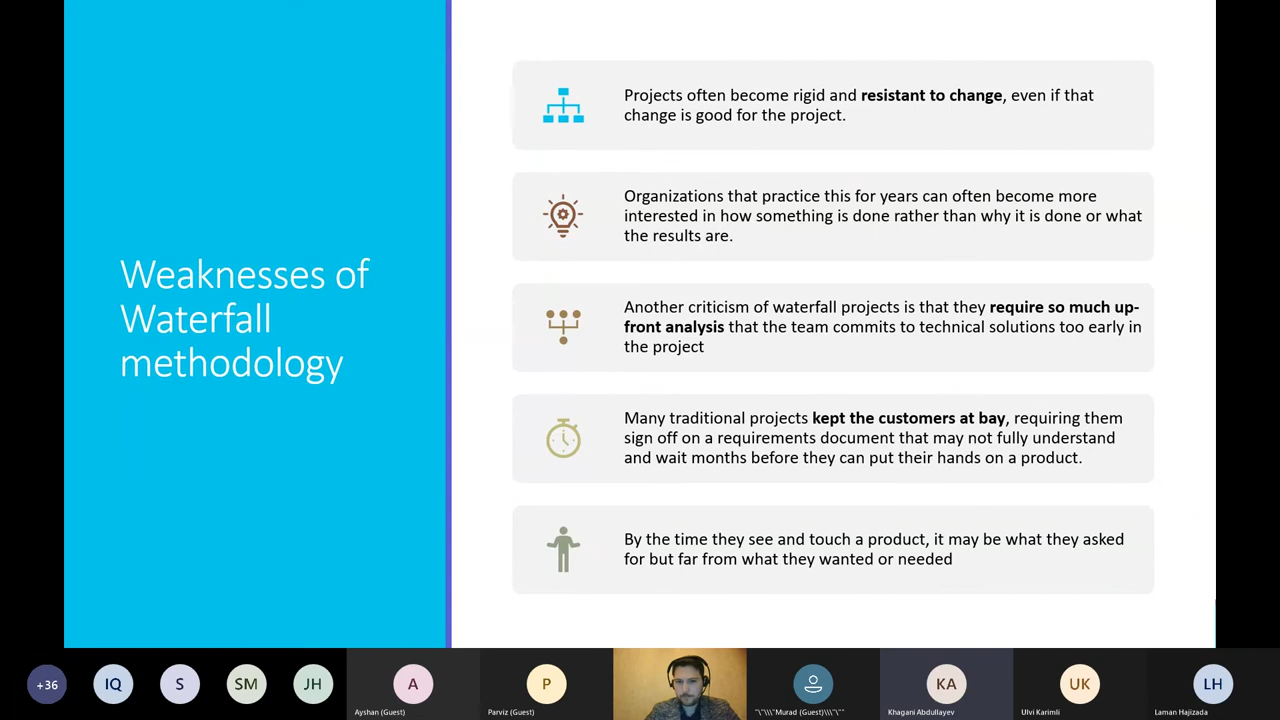 Weaknesses of
Waterfall
methodology
Projects often become rigid and resistant to change, even if that
change is good for the project.
Organizations that practice this for years can often become more
interested in how something is done rather than why it is done or what
the results are.
Another criticism of waterfall projects is that they require so much up-
front analysis that the team commits to technical solutions too early in
the project
Many traditional projects kept the customers at bay, requiring them
sign off on a requirements document that may not fully understand
and wait months before they can put their hands on a product.
By the time they see and touch a product, it may be what they asked
for but far from what they wanted or needed
+36
IQ
S
SM
JH
A
Ayshan (Guest)
P
Parviz (Guest)
"\"\\\"Murad (Guest)\\\"\""
KA
Khagani Abdullayev
UK
Ulvi Karimli
LH
Laman Hajizada